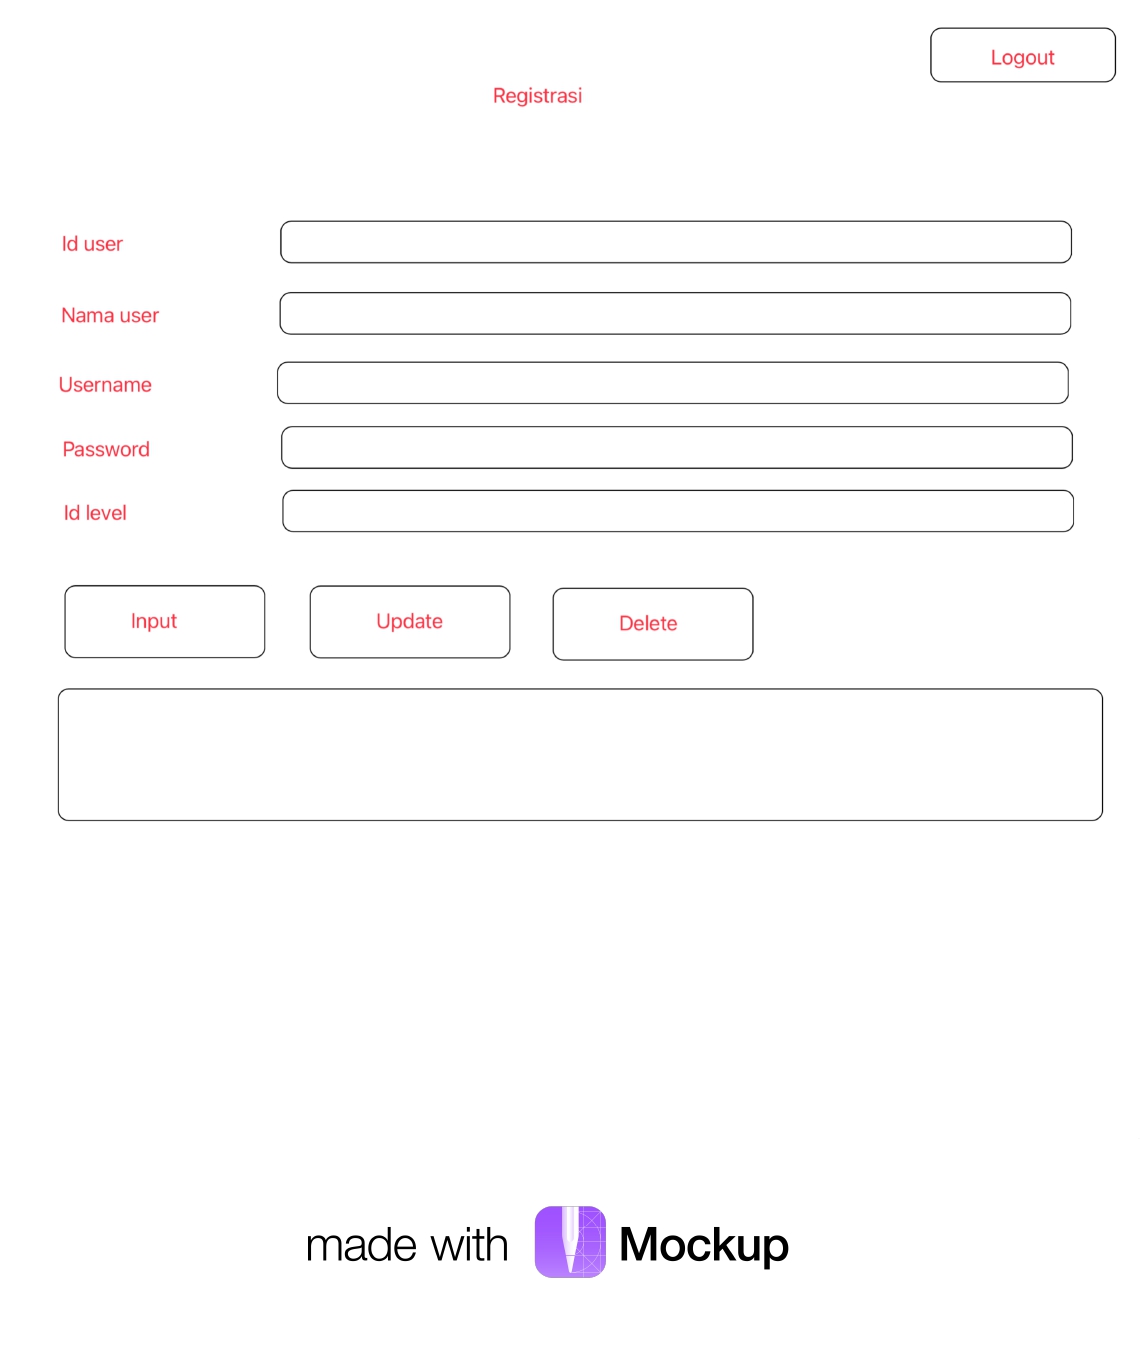 Logout
Registrasi
Id user
Nama user
Username
Password
Id level
Input
Update
Delete
made with Mockup